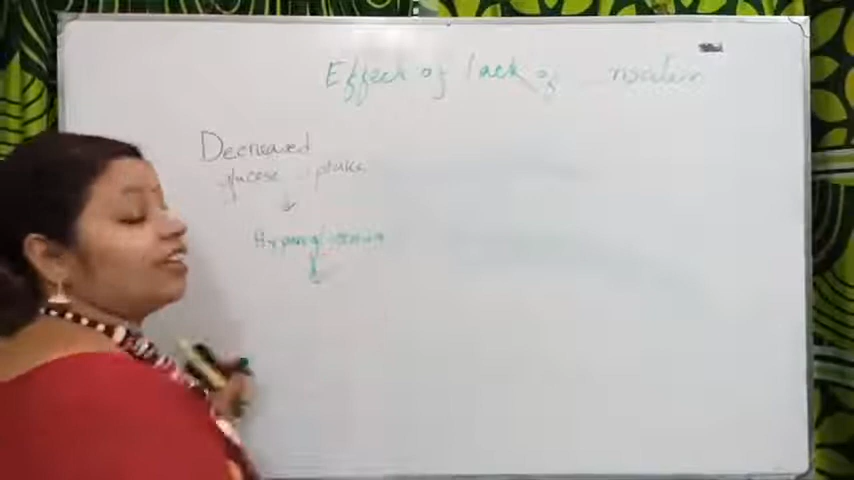 Effect of lack of insulin
Decreased
glucose uptake
↓
Hyperglycemia
↓